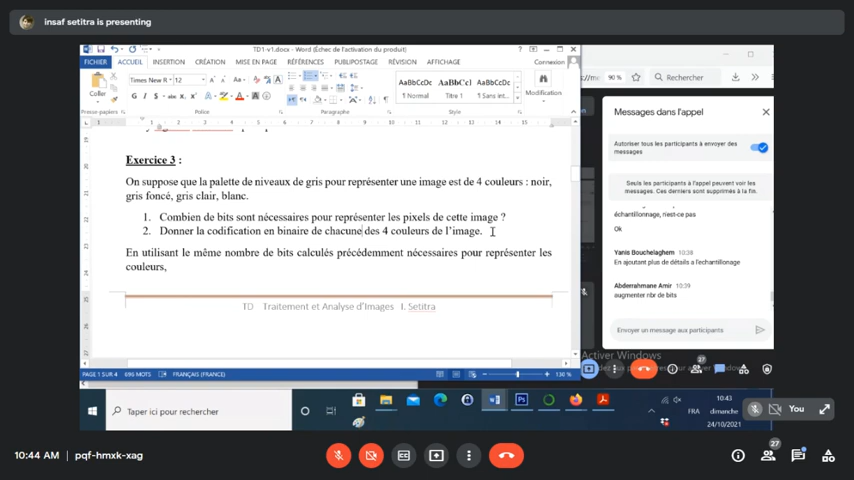 insaf setitra is presenting
TD1-v1.docx (Échec de l'activation du produit)
FICHIER ACCUEIL INSERTION CRÉATION MISE EN PAGE RÉFÉRENCES PUBLIPOSTAGE RÉVISION AFFICHAGE Connexion
Coller
Times New R 12
AaBbCcDc AaBbCcI AaBbCcDc
¶ Normal Titre 1 ¶ Sans int...
Modification
Presse-papiers Police Paragraphe Style
90 % Rechercher
Exercice 3 :
On suppose que la palette de niveaux de gris pour représenter une image est de 4 couleurs : noir,
gris foncé, gris clair, blanc.
1. Combien de bits sont nécessaires pour représenter les pixels de cette image ?
2. Donner la codification en binaire de chacune des 4 couleurs de l'image.
En utilisant le même nombre de bits calculés précédemment nécessaires pour représenter les
couleurs,
TD Traitement et Analyse d'Images I. Setitra
PAGE 1 SUR 4 696 MOTS FRANÇAIS (FRANCE) 130 %
Messages dans l'appel
Autoriser tous les participants à envoyer des
messages
Seuls les participants à l'appel peuvent voir les
messages. Ils sont supprimés à la fin.
échantillonnage, n'est-ce pas
Ok
Yanis Bouchelaghem 10:38
En ajoutant plus de détails a l'echantillonage
Abderrahmane Amir 10:39
augmenter nbr de bits
Envoyer un message aux participants
Activer Windows
27
Taper ici pour rechercher
FRA
10:43
dimanche
24/10/2021
You
10:44 AM pqf-hmxk-xag
27